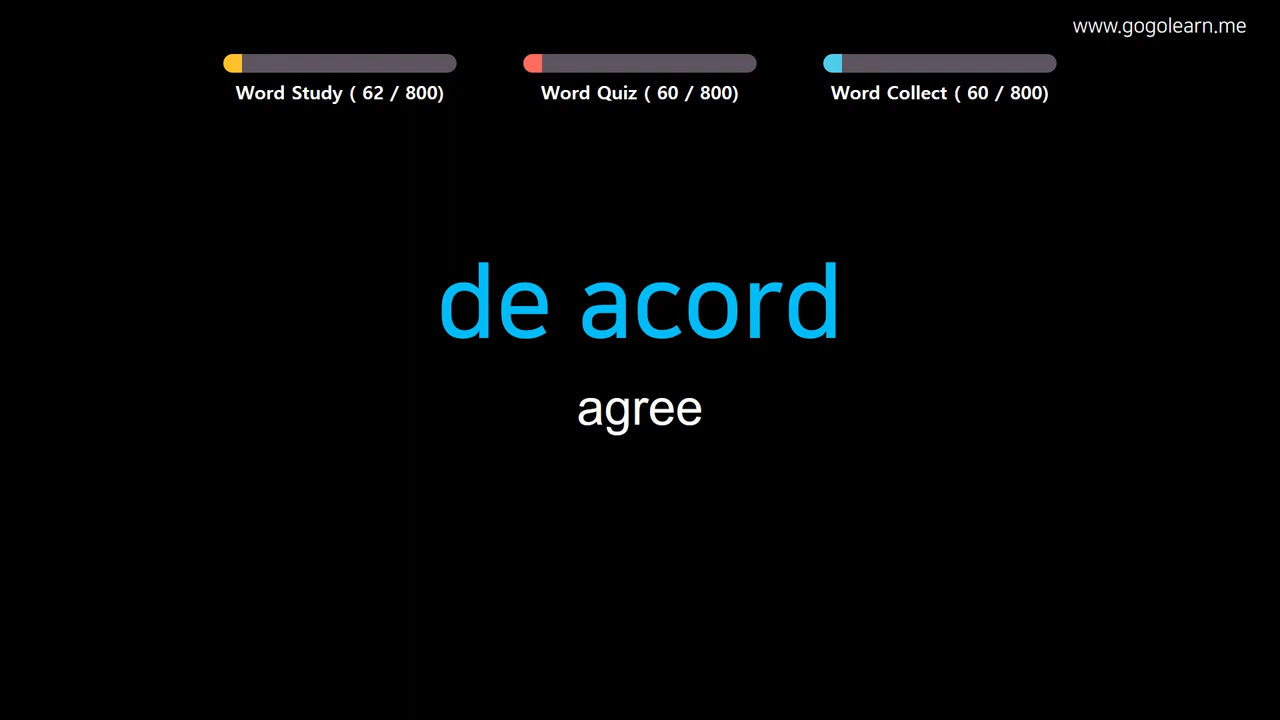 www.gogolearn.me
Word Study ( 62 / 800)
Word Quiz ( 60 / 800)
Word Collect ( 60 / 800)
de acord
agree